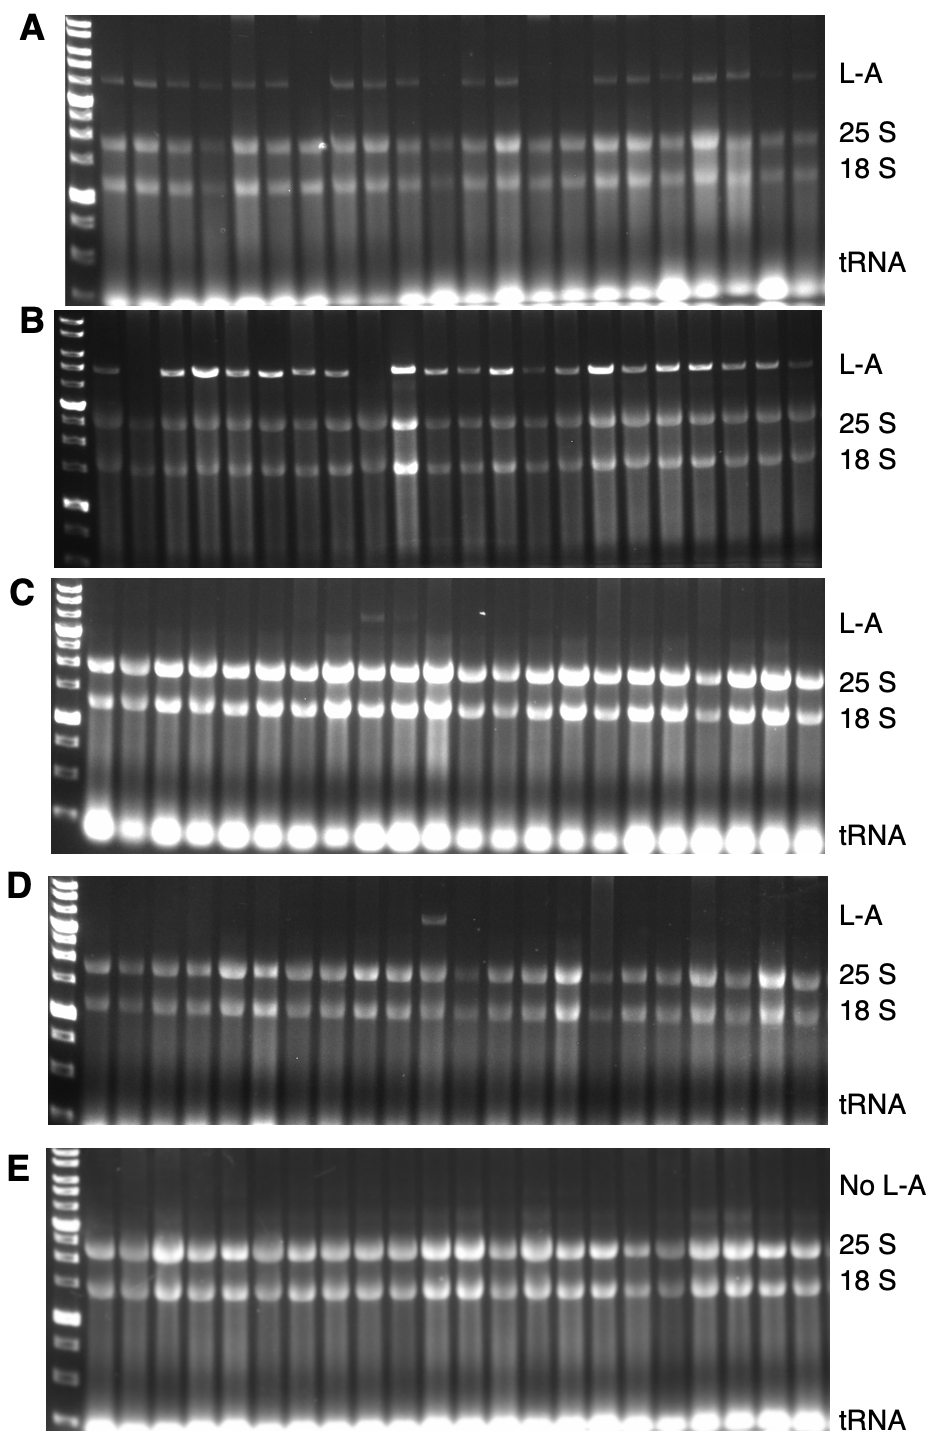 A
L-A
25 S
18 S
tRNA
B
L-A
25 S
18 S
C
L-A
25 S
18 S
tRNA
D
L-A
25 S
18 S
tRNA
E
No L-A
25 S
18 S
tRNA